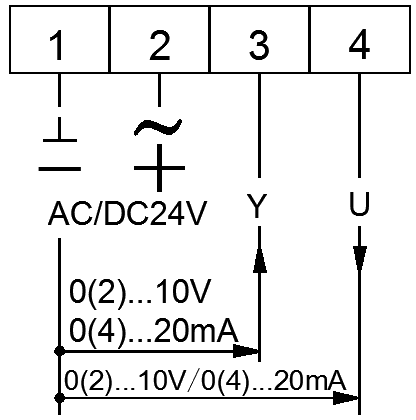 1 2 3 4
⊥ ~
— +
AC/DC24V Y U
0(2)...10V
0(4)...20mA
0(2)...10V/0(4)...20mA